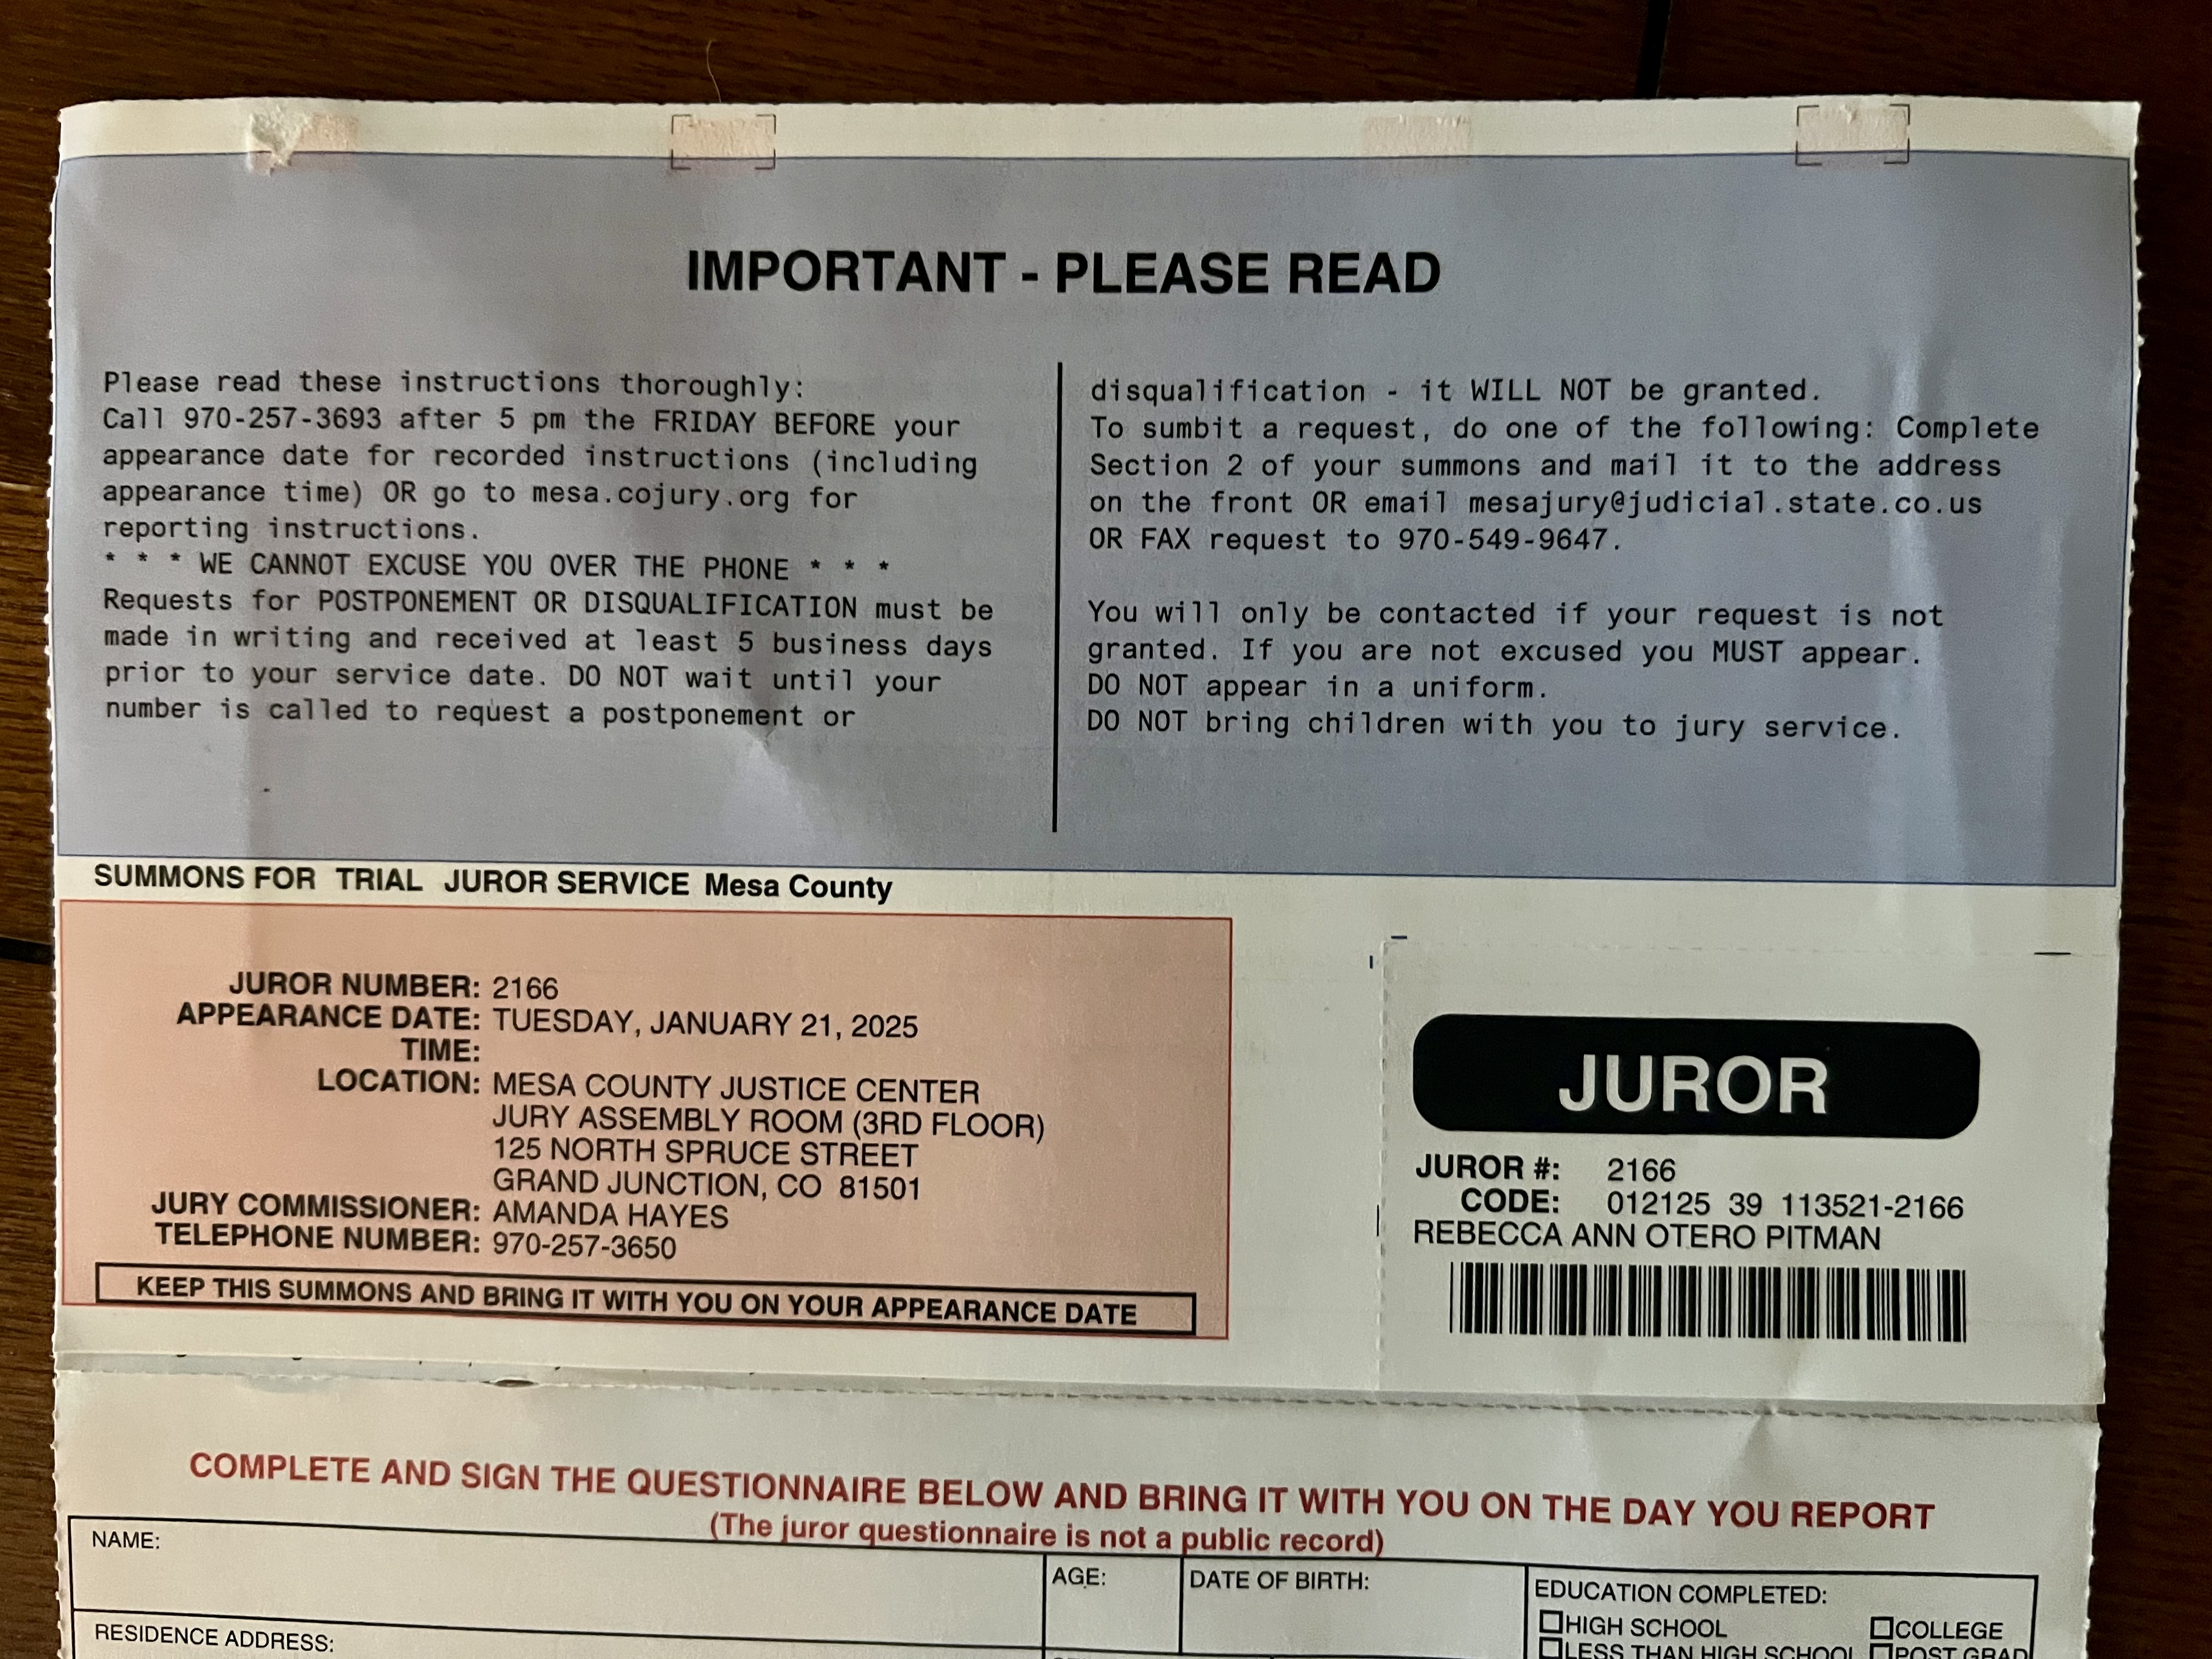 IMPORTANT - PLEASE READ
Please read these instructions thoroughly:
Call 970-257-3693 after 5 pm the FRIDAY BEFORE your
appearance date for recorded instructions (including
appearance time) OR go to mesa.cojury.org for
reporting instructions.
* * * WE CANNOT EXCUSE YOU OVER THE PHONE * * *
Requests for POSTPONEMENT OR DISQUALIFICATION must be
made in writing and received at least 5 business days
prior to your service date. DO NOT wait until your
number is called to request a postponement or
disqualification - it WILL NOT be granted.
To sumbit a request, do one of the following: Complete
Section 2 of your summons and mail it to the address
on the front OR email mesajury@judicial.state.co.us
OR FAX request to 970-549-9647.
You will only be contacted if your request is not
granted. If you are not excused you MUST appear.
DO NOT appear in a uniform.
DO NOT bring children with you to jury service.
SUMMONS FOR TRIAL JUROR SERVICE Mesa County
JUROR NUMBER: 2166
APPEARANCE DATE: TUESDAY, JANUARY 21, 2025
TIME:
LOCATION: MESA COUNTY JUSTICE CENTER
JURY ASSEMBLY ROOM (3RD FLOOR)
125 NORTH SPRUCE STREET
GRAND JUNCTION, CO 81501
JURY COMMISSIONER: AMANDA HAYES
TELEPHONE NUMBER: 970-257-3650
KEEP THIS SUMMONS AND BRING IT WITH YOU ON YOUR APPEARANCE DATE
JUROR
JUROR #: 2166
CODE: 012125 39 113521-2166
REBECCA ANN OTERO PITMAN
COMPLETE AND SIGN THE QUESTIONNAIRE BELOW AND BRING IT WITH YOU ON THE DAY YOU REPORT
(The juror questionnaire is not a public record)
NAME:
AGE:
DATE OF BIRTH:
EDUCATION COMPLETED:
HIGH SCHOOL
COLLEGE
LESS THAN HIGH SCHOOL
POST GRAD
RESIDENCE ADDRESS: